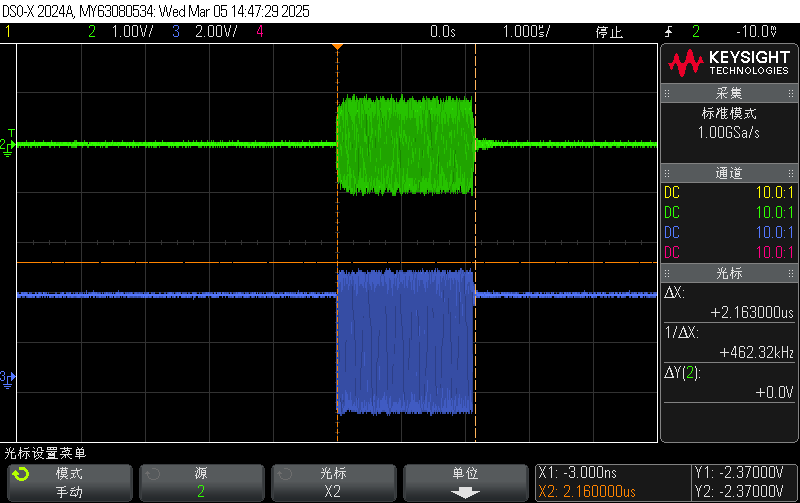 DSO-X 2024A, MY63080534: Wed Mar 05 14:47:29 2025
1 2 1.00V/ 3 2.00V/ 4 0.0s 1.000us/ 停止 2 -10.0V
KEYSIGHT
TECHNOLOGIES
采集
标准模式
1.00GSa/s
通道
DC 10.0:1
DC 10.0:1
DC 10.0:1
DC 10.0:1
光标
ΔX:
+2.163000us
1/ΔX:
+462.32kHz
ΔY(2):
+0.0V
T
2
3
光标设置菜单
模式
手动
源
2
光标
X2
单位
X1: -3.000ns
X2: 2.160000us
Y1: -2.37000V
Y2: -2.37000V